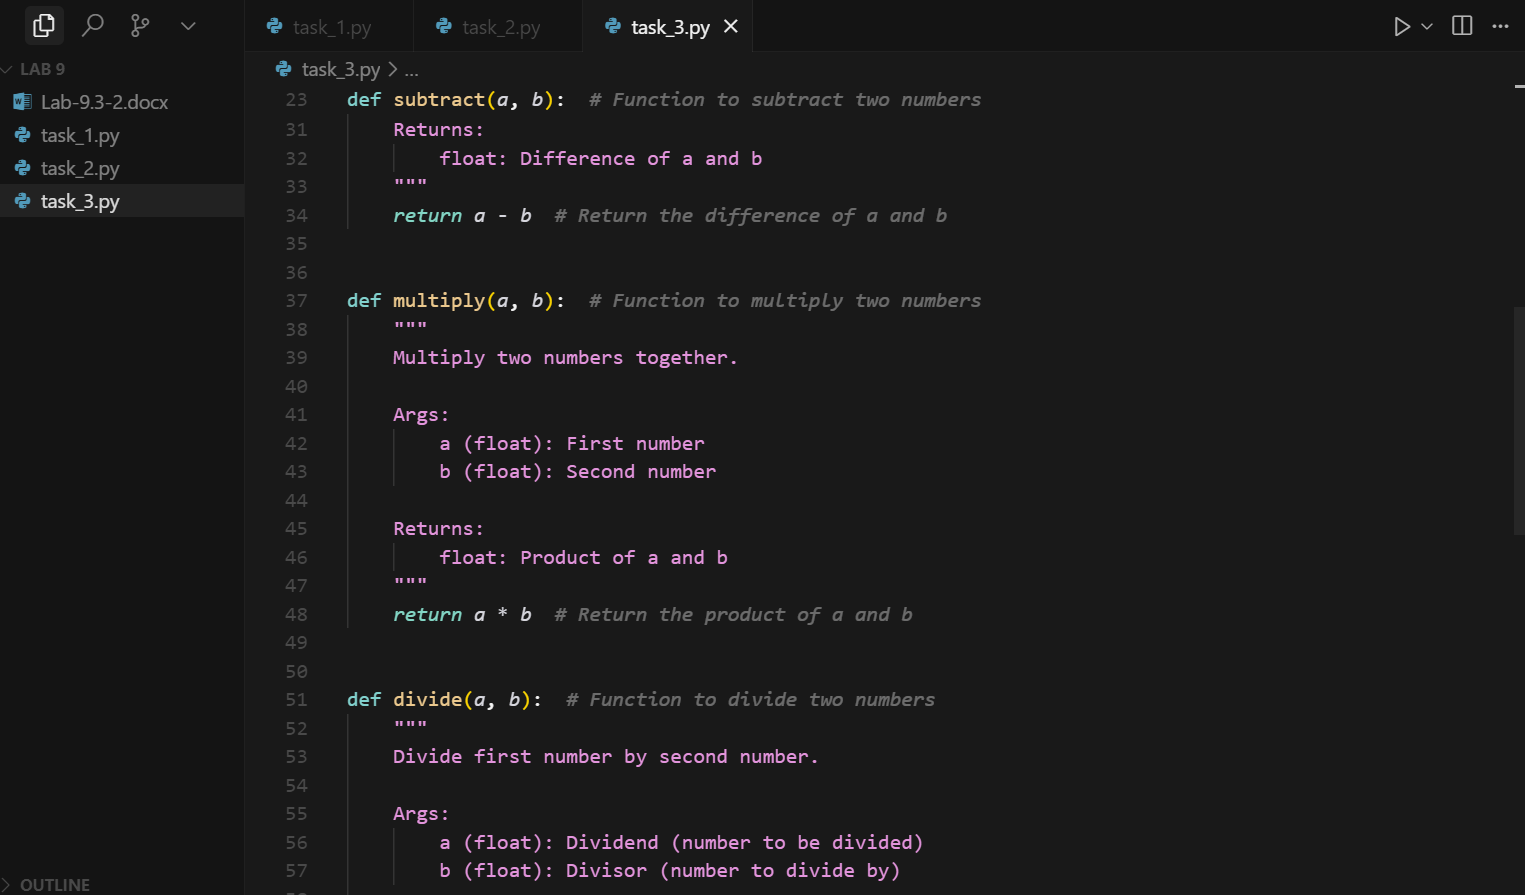 task_1.py task_2.py task_3.py
LAB 9
Lab-9.3-2.docx
task_1.py
task_2.py
task_3.py
OUTLINE
task_3.py > ...
23 def subtract(a, b):  # Function to subtract two numbers
31     Returns:
32         float: Difference of a and b
33     """
34     return a - b  # Return the difference of a and b
35
36
37 def multiply(a, b):  # Function to multiply two numbers
38     """
39     Multiply two numbers together.
40
41     Args:
42         a (float): First number
43         b (float): Second number
44
45     Returns:
46         float: Product of a and b
47     """
48     return a * b  # Return the product of a and b
49
50
51 def divide(a, b):  # Function to divide two numbers
52     """
53     Divide first number by second number.
54
55     Args:
56         a (float): Dividend (number to be divided)
57         b (float): Divisor (number to divide by)